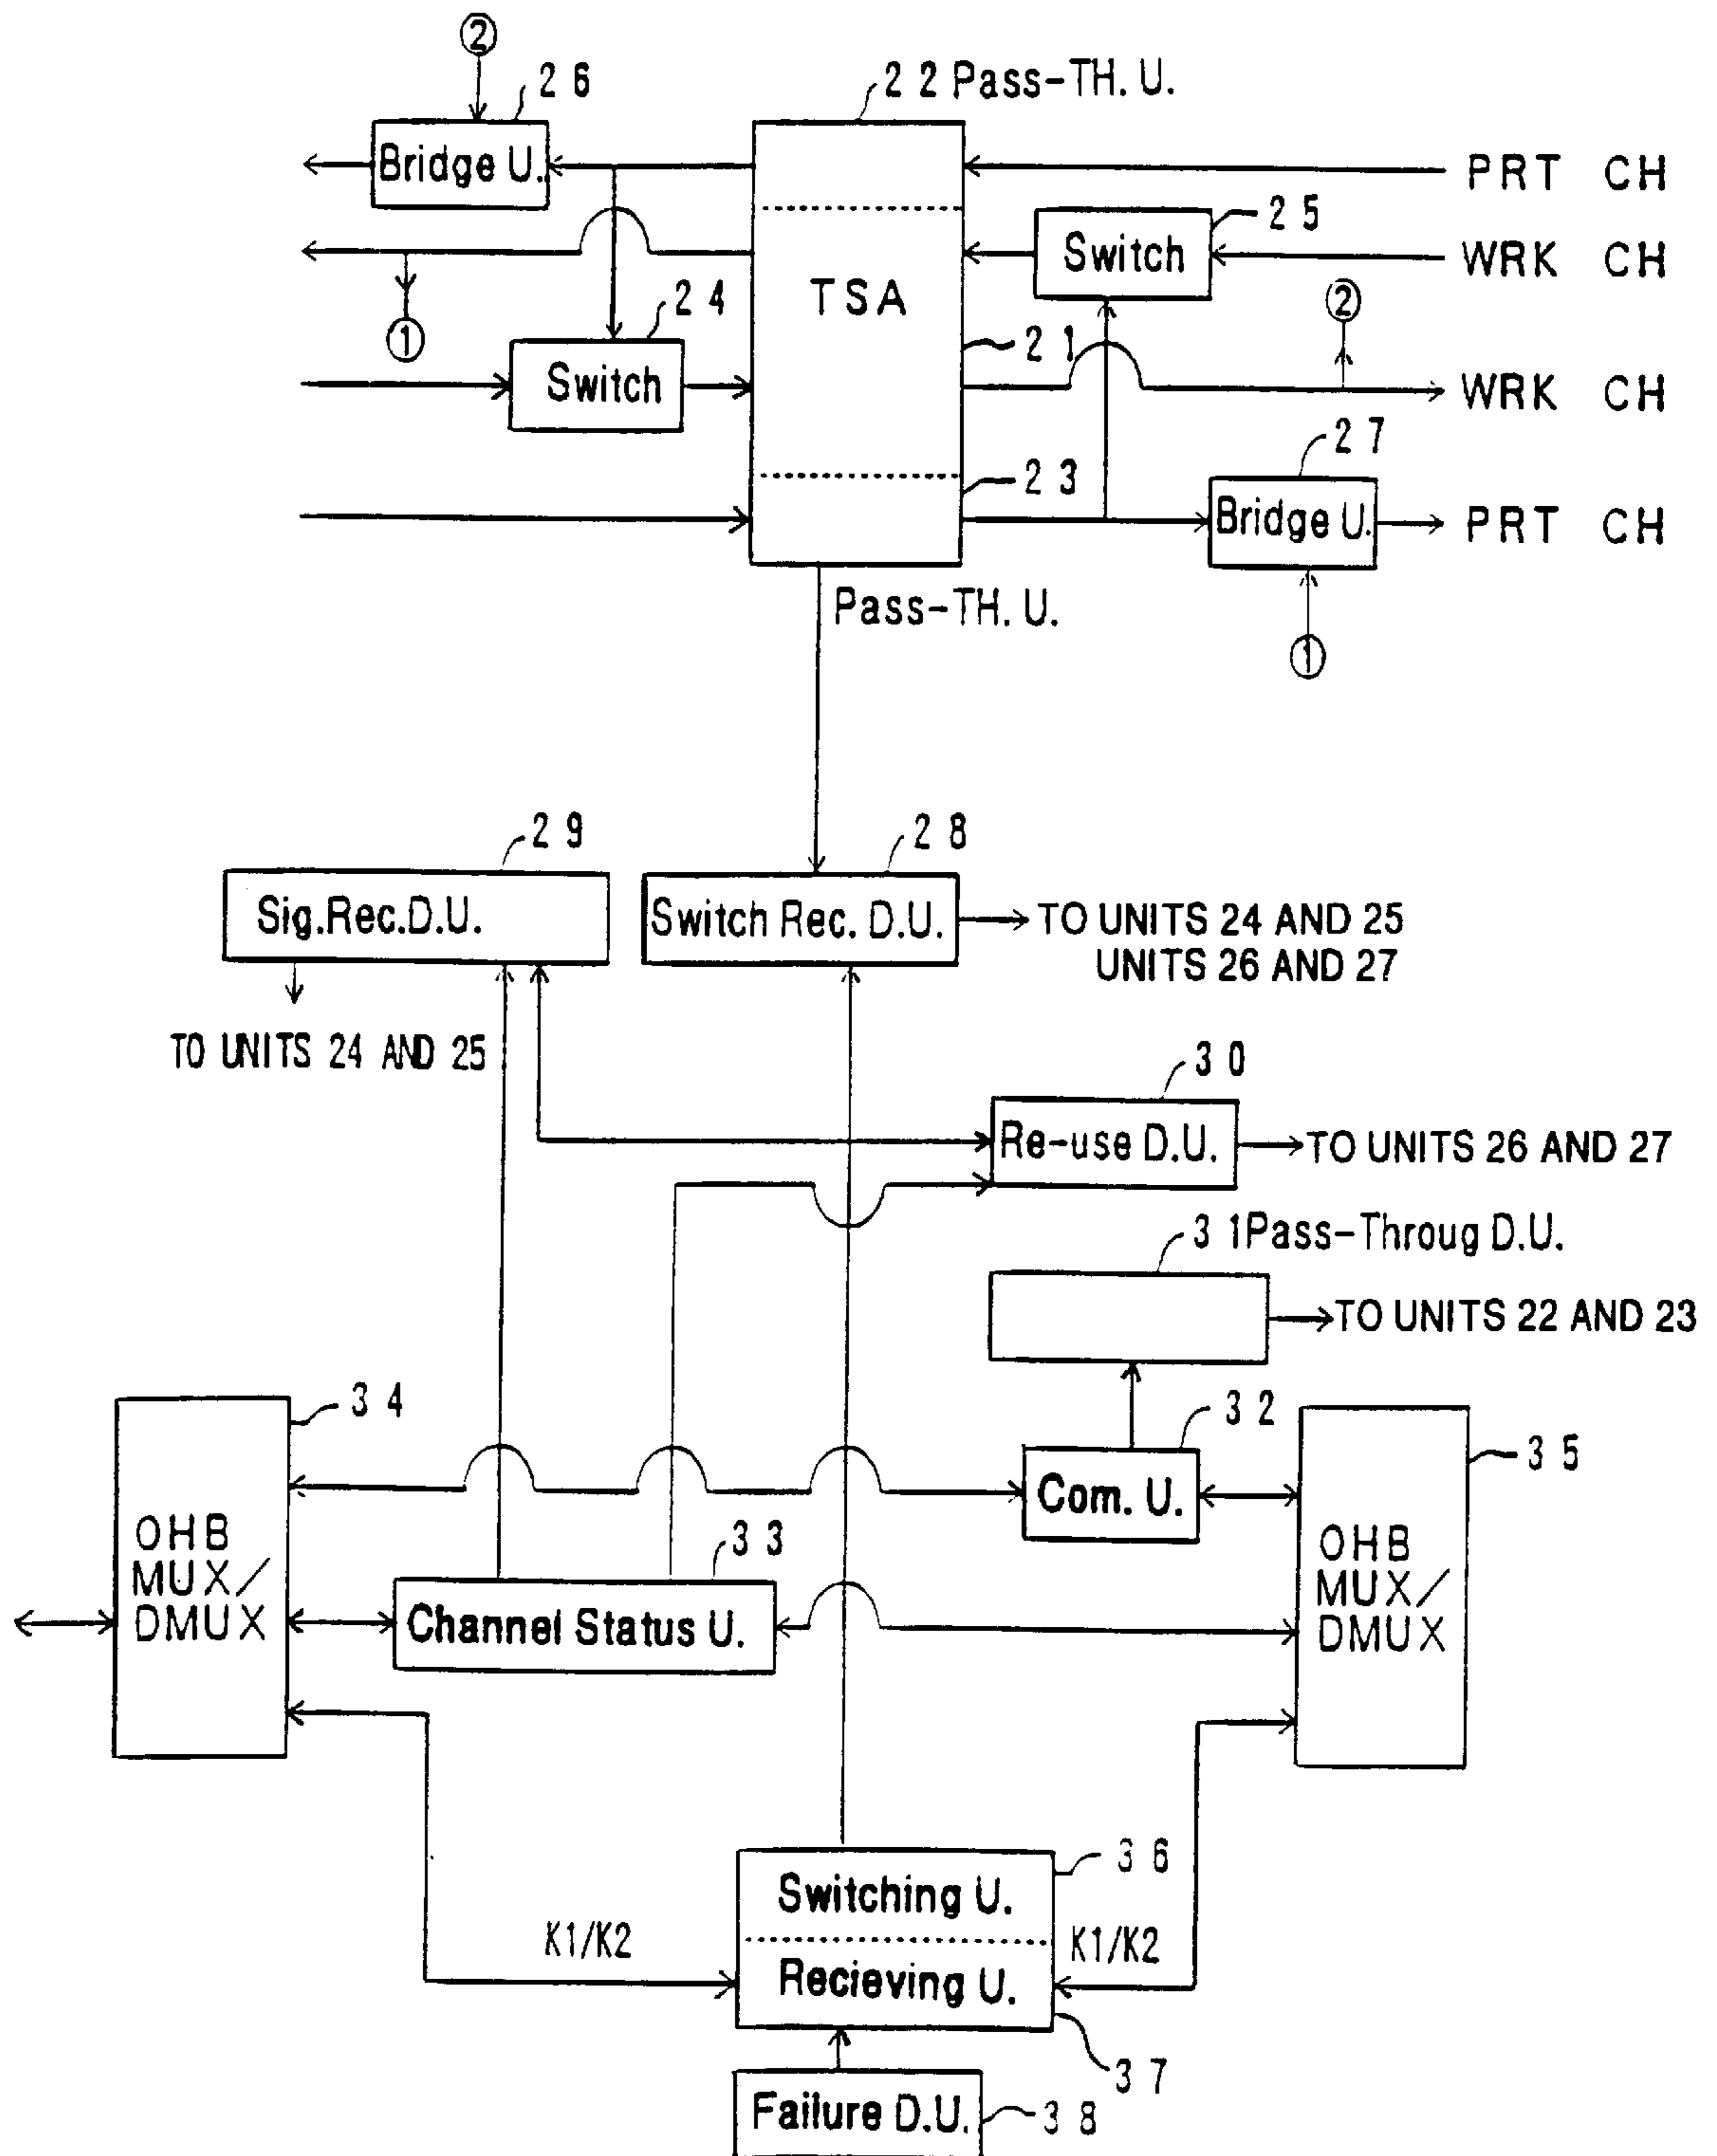 ②
26
22 Pass-TH. U.
Bridge U.
PRT CH
25
Switch
WRK CH
TSA
24
②
①
21
Switch
WRK CH
27
23
Bridge U.
PRT CH
Pass-TH. U.
①
29
28
Sig.Rec.D.U.
Switch Rec. D.U.
TO UNITS 24 AND 25
UNITS 26 AND 27
TO UNITS 24 AND 25
30
Re-use D.U.
TO UNITS 26 AND 27
31 Pass-Throug D.U.
TO UNITS 22 AND 23
34
32
35
Com. U.
OHB
MUX/
DMUX
33
OHB
MUX/
DMUX
Channel Status U.
36
Switching U.
K1/K2
K1/K2
Recieving U.
37
Failure D.U.
38